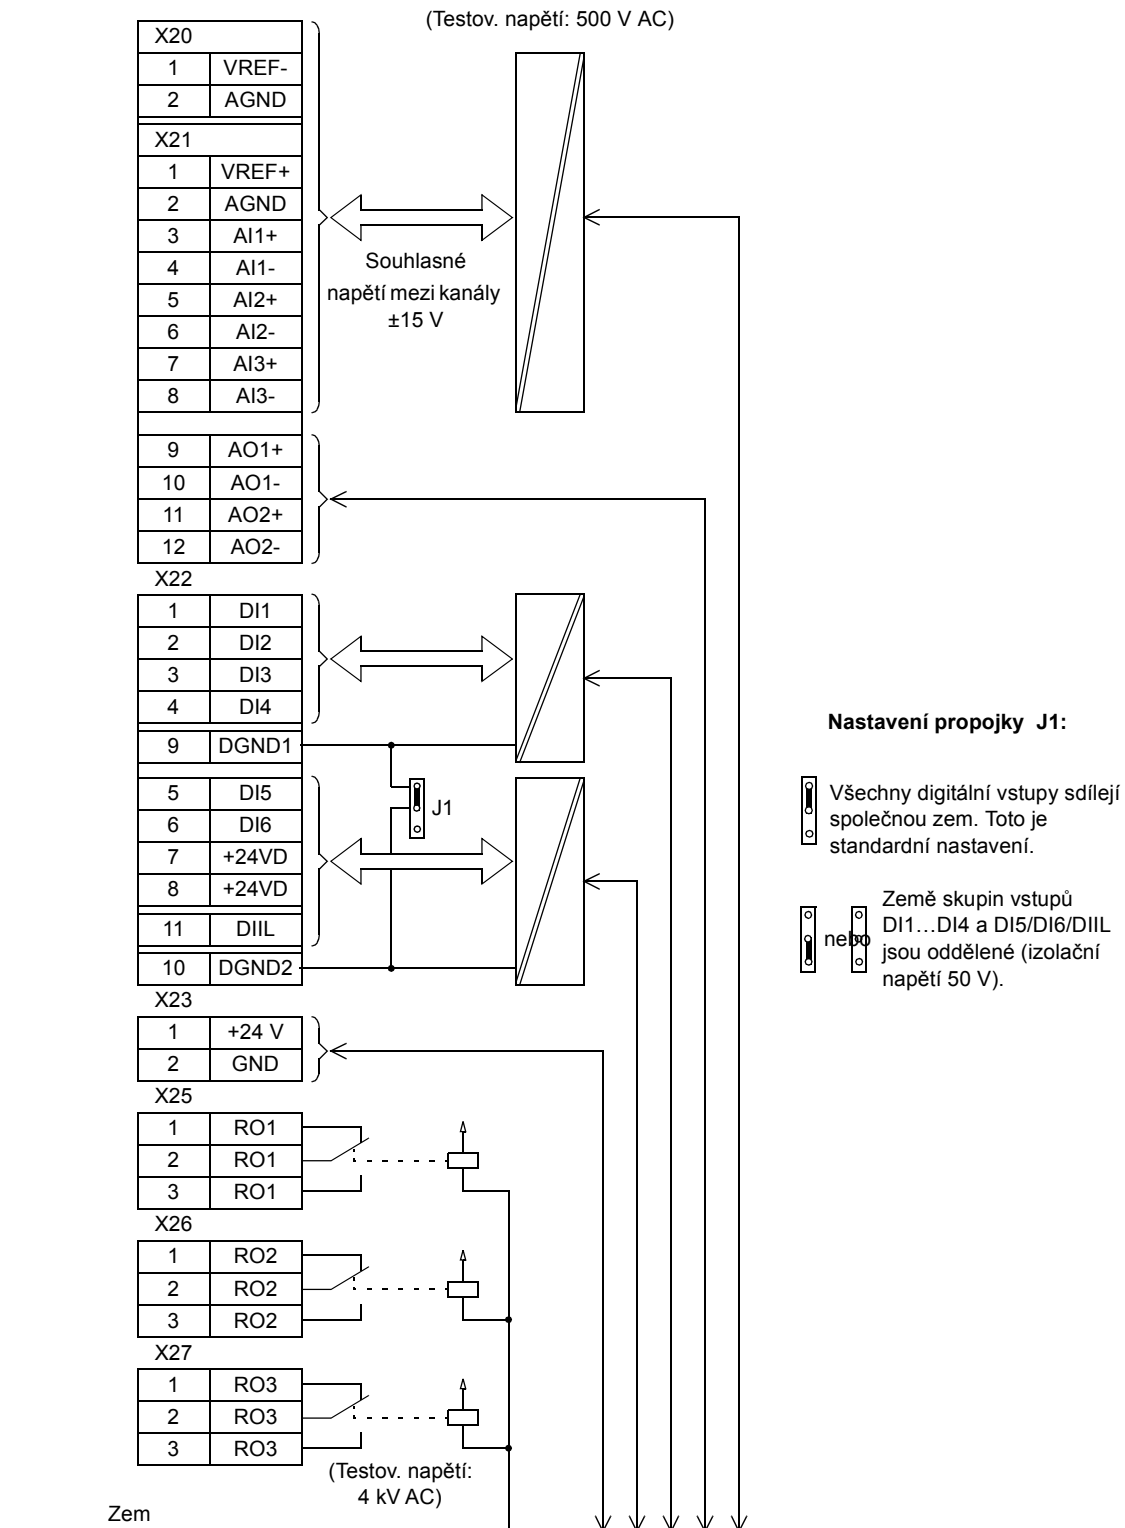 (Testov. napětí: 500 V AC)
X20
1 VREF-
2 AGND
X21
1 VREF+
2 AGND
3 AI1+
4 AI1-
5 AI2+
6 AI2-
7 AI3+
8 AI3-
Souhlasné
napětí mezi kanály
±15 V
9 AO1+
10 AO1-
11 AO2+
12 AO2-
X22
1 DI1
2 DI2
3 DI3
4 DI4
9 DGND1
5 DI5
6 DI6
7 +24VD
8 +24VD
11 DIIL
10 DGND2
J1
X23
1 +24 V
2 GND
X25
1 RO1
2 RO1
3 RO1
X26
1 RO2
2 RO2
3 RO2
X27
1 RO3
2 RO3
3 RO3
(Testov. napětí:
4 kV AC)
Zem
Nastavení propojky J1:
Všechny digitální vstupy sdílejí
společnou zem. Toto je
standardní nastavení.
nebo
Země skupin vstupů
DI1…DI4 a DI5/DI6/DIIL
jsou oddělené (izolační
napětí 50 V).